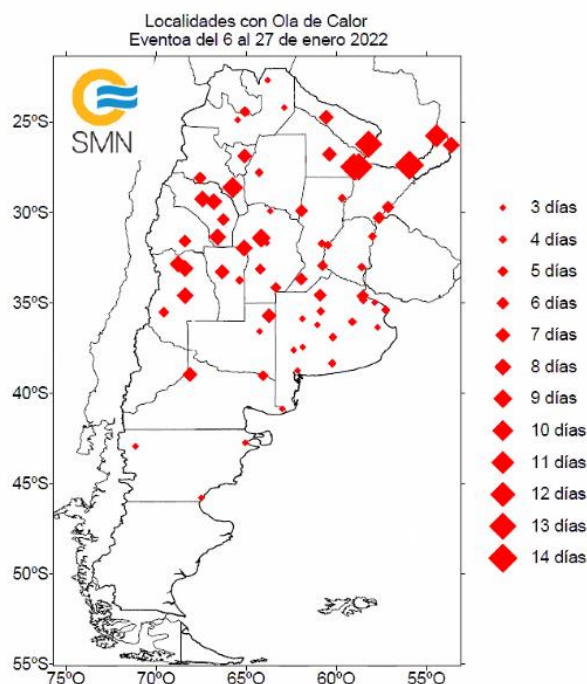 Localidades con Ola de Calor
Eventoa del 6 al 27 de enero 2022
SMN
25ºS
30ºS
35ºS
40ºS
45ºS
50ºS
55ºS
75ºO
70ºO
65ºO
60ºO
55ºO
3 días
4 días
5 días
6 días
7 días
8 días
9 días
10 días
11 días
12 días
13 días
14 días